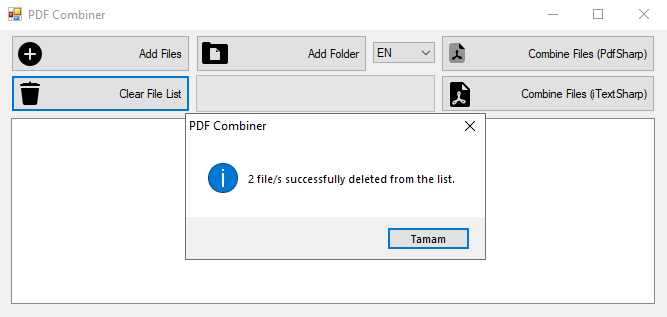 PDF Combiner
Add Files
Add Folder
EN
Combine Files (PdfSharp)
Clear File List
Combine Files (iTextSharp)
PDF Combiner
2 file/s successfully deleted from the list.
Tamam